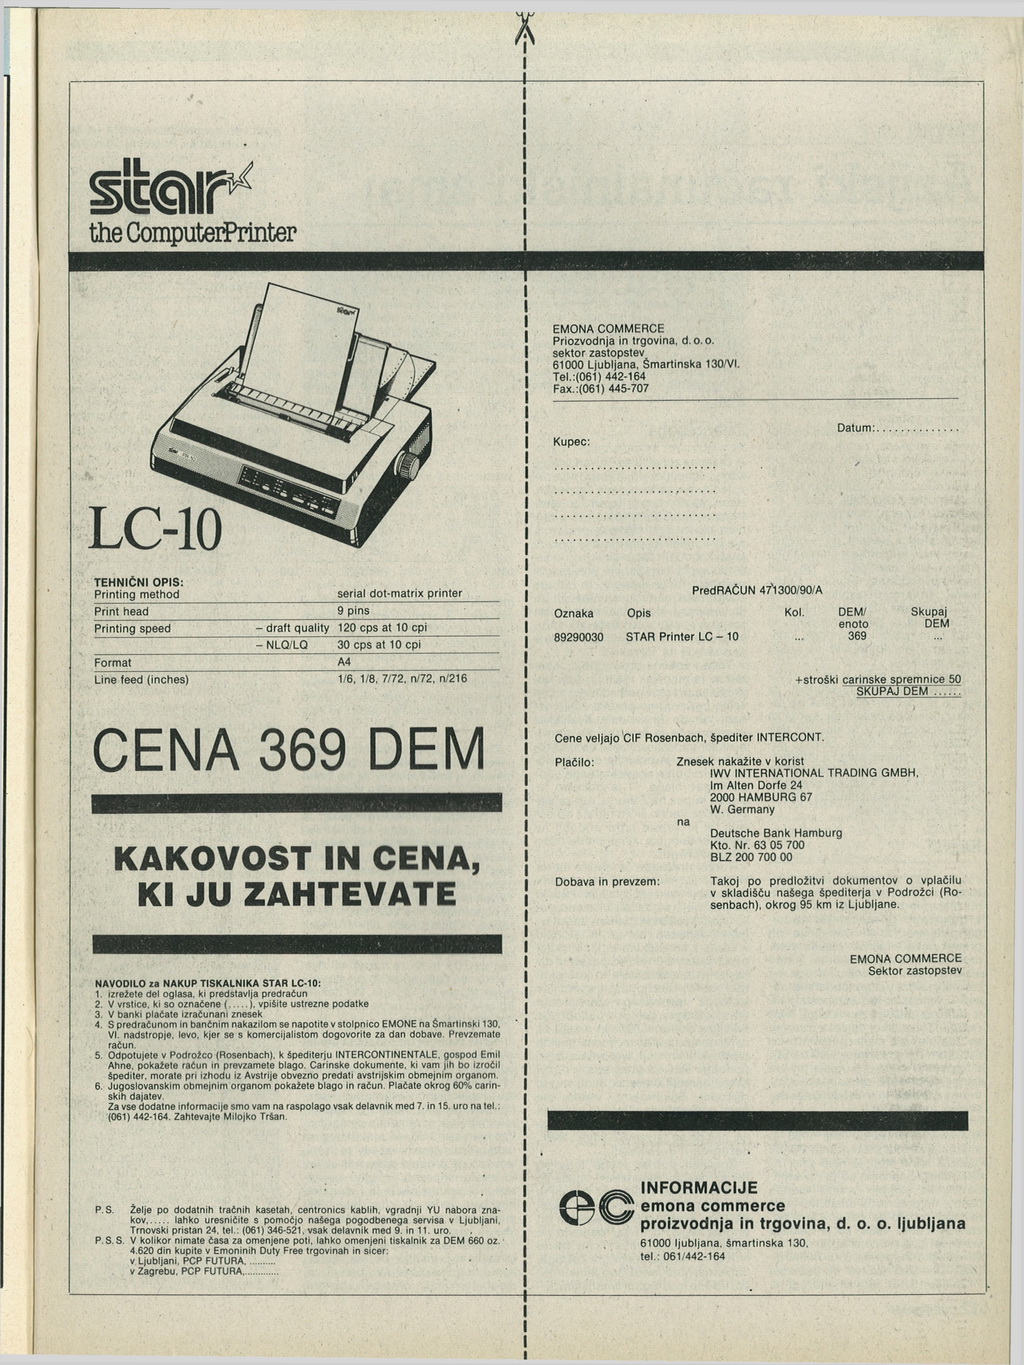 star
the ComputerPrinter
star
LC-10
TEHNIČNI OPIS:
Printing method serial dot-matrix printer
Print head 9 pins
Printing speed – draft quality 120 cps at 10 cpi
– NLQ/LQ 30 cps at 10 cpi
Format A4
Line feed (inches) 1/6, 1/8, 7/72, n/72, n/216
CENA 369 DEM
KAKOVOST IN CENA,
KI JU ZAHTEVATE
NAVODILO za NAKUP TISKALNIKA STAR LC-10:
1. izrežete del oglasa, ki predstavlja predračun
2. V vrstice, ki so označene (.....), vpišite ustrezne podatke
3. V banki plačate izračunani znesek
4. S predračunom in bančnim nakazilom se napotite v stolpnico EMONE na Šmartinski 130,
VI. nadstropje, levo, kjer se s komercijalistom dogovorite za dan dobave. Prevzemate
račun.
5. Odpotujete v Podrožco (Rosenbach), k špediterju INTERCONTINENTALE, gospod Emil
Ahne, pokažete račun in prevzamete blago. Carinske dokumente, ki vam jih bo izročil
špediter, morate pri izhodu iz Avstrije obvezno predati avstrijskim obmejnim organom.
6. Jugoslovanskim obmejnim organom pokažete blago in račun. Plačate okrog 60% carin-
skih dajatev.
Za vse dodatne informacije smo vam na raspolago vsak delavnik med 7. in 15. uro na tel.:
(061) 442-164. Zahtevajte Milojko Tršan.
P.S. Želje po dodatnih tračnih kasetah, centronics kablih, vgradnji YU nabora zna-
kov,..... lahko uresničite s pomočjo našega pogodbenega servisa v Ljubljani,
Trnovski pristan 24, tel.: (061) 346-521, vsak delavnik med 9. in 11. uro.
P.S.S. V kolikor nimate časa za omenjene poti, lahko omenjeni tiskalnik za DEM 660 oz.
4.620 din kupite v Emoninih Duty Free trgovinah in sicer:
v Ljubljani, PCP FUTURA, ..........
v Zagrebu, PCP FUTURA,.............
EMONA COMMERCE
Priozvodnja in trgovina, d. o. o.
sektor zastopstev
61000 Ljubljana, Šmartinska 130/VI.
Tel.:(061) 442-164
Fax.:(061) 445-707
Datum:..............
Kupec:
..........................
..........................
..........................
..........................
PredRAČUN 471300/90/A
Oznaka Opis Kol. DEM/ Skupaj
enoto DEM
89290030 STAR Printer LC – 10 ... 369 ...
+stroški carinske spremnice 50
SKUPAJ DEM ......
Cene veljajo CIF Rosenbach, špediter INTERCONT.
Plačilo: Znesek nakažite v korist
IWV INTERNATIONAL TRADING GMBH,
Im Alten Dorfe 24
2000 HAMBURG 67
W. Germany
na
Deutsche Bank Hamburg
Kto. Nr. 63 05 700
BLZ 200 700 00
Dobava in prevzem: Takoj po predložitvi dokumentov o vplačilu
v skladišču našega špediterja v Podrožci (Ro-
senbach), okrog 95 km iz Ljubljane.
EMONA COMMERCE
Sektor zastopstev
ec
INFORMACIJE
emona commerce
proizvodnja in trgovina, d. o. o. ljubljana
61000 ljubljana, šmartinska 130,
tel.: 061/442-164